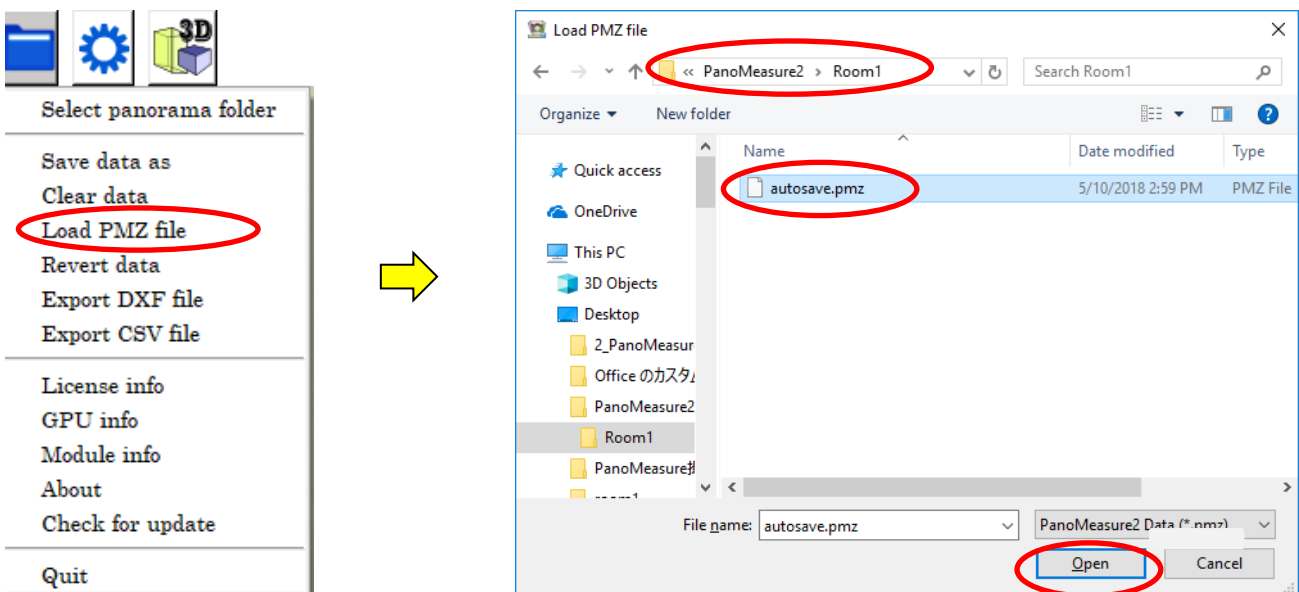 3D
Select panorama folder
Save data as
Clear data
Load PMZ file
Revert data
Export DXF file
Export CSV file
License info
GPU info
Module info
About
Check for update
Quit
Load PMZ file
« PanoMeasure2 › Room1
Search Room1
Organize
New folder
?
Name
Date modified
Type
Quick access
autosave.pmz
5/10/2018 2:59 PM
PMZ File
OneDrive
This PC
3D Objects
Desktop
2_PanoMeasur
Office のカスタム
PanoMeasure2
Room1
PanoMeasure
File name:
autosave.pmz
PanoMeasure2 Data (*.pmz)
Open
Cancel